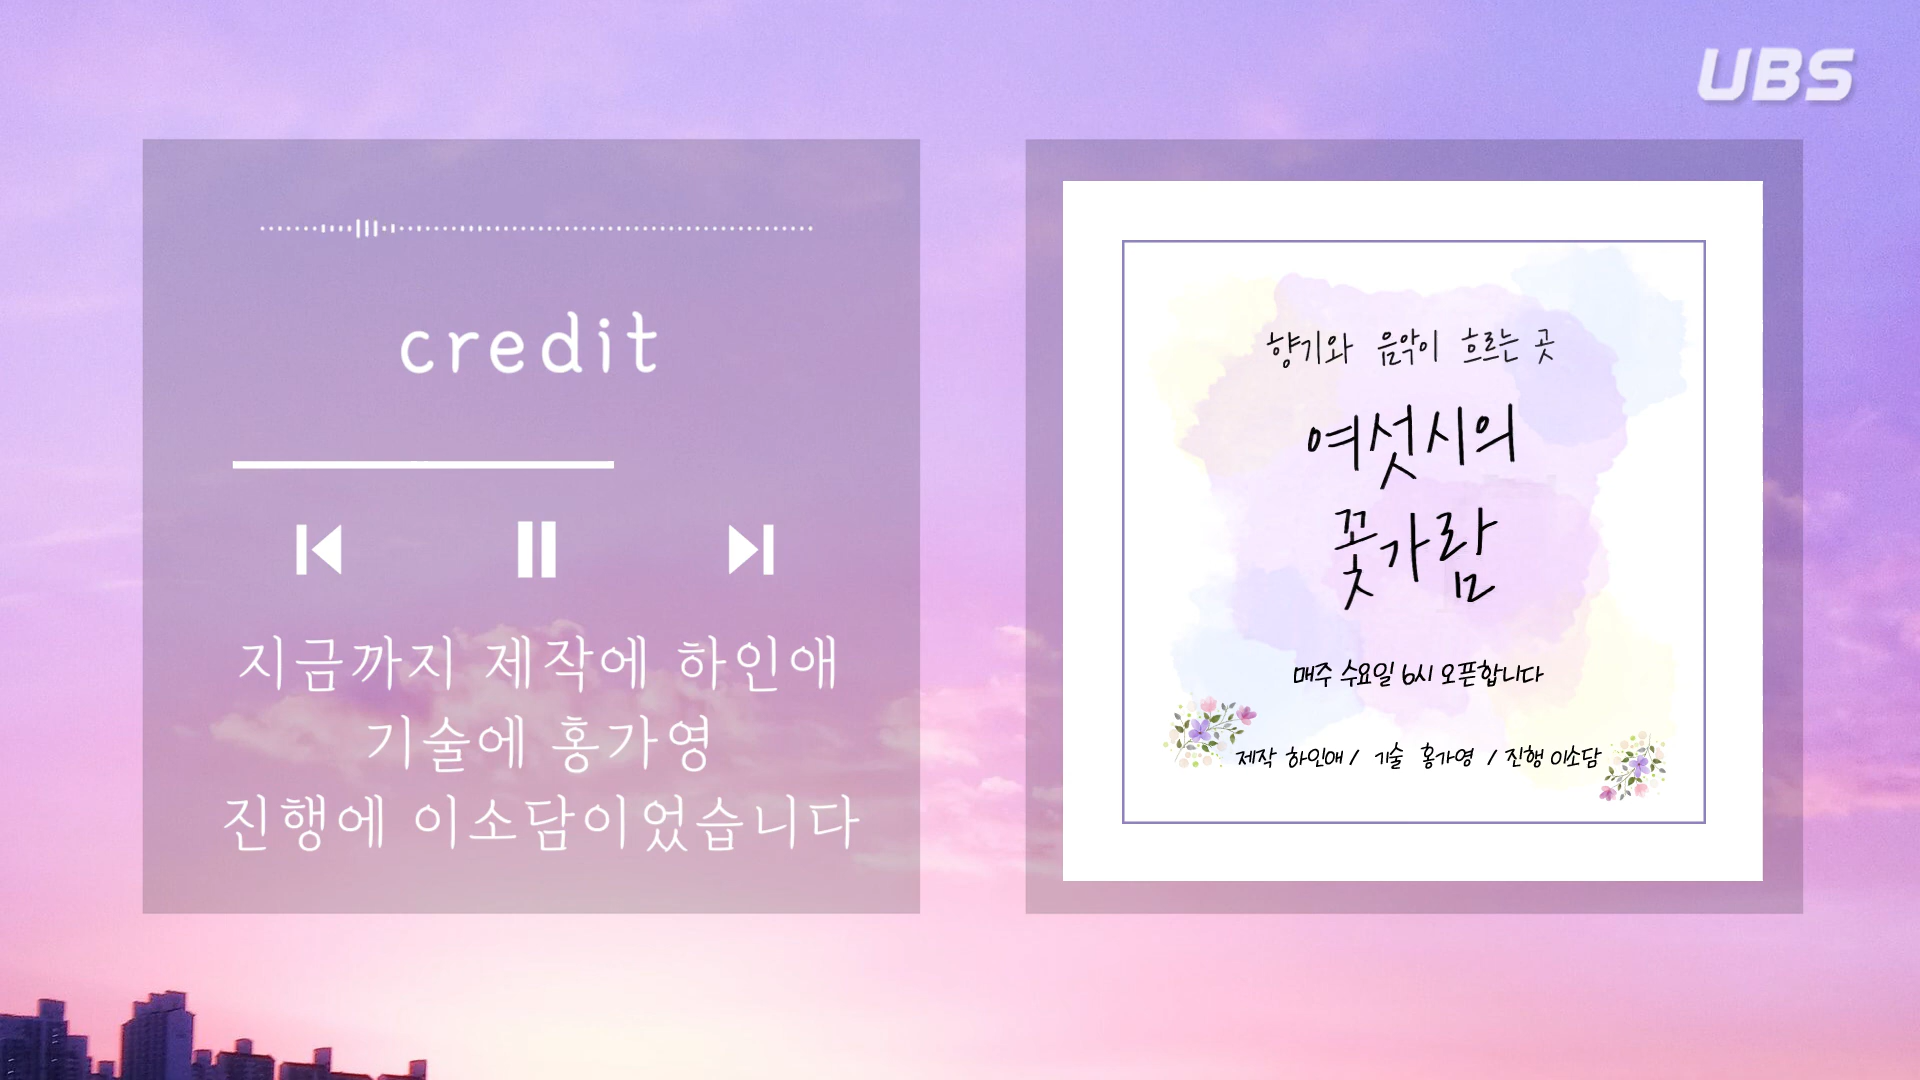 UBS
credit
지금까지 제작에 하인애
기술에 홍가영
진행에 이소담이었습니다
향기와 음악이 흐르는 곳
여섯시의
꽃가람
매주 수요일 6시 오픈합니다
제작 하인애 / 기술 홍가영 / 진행 이소담